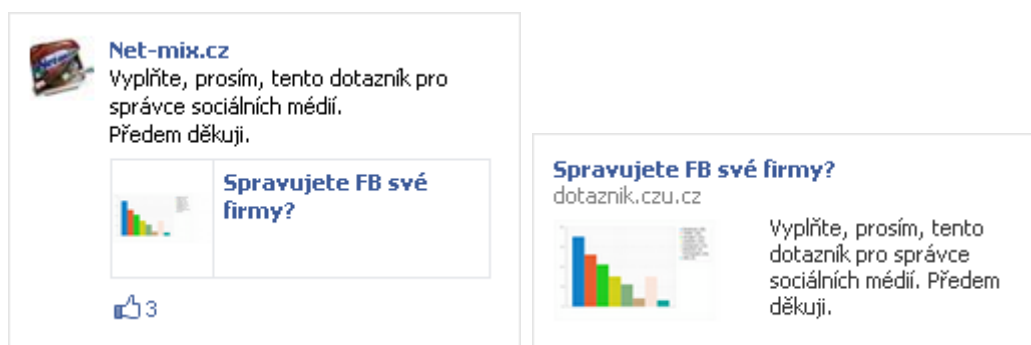 Net-mix.cz
Vyplňte, prosím, tento dotazník pro
správce sociálních médií.
Předem děkuji.
Spravujete FB své
firmy?
3
Spravujete FB své firmy?
dotaznik.czu.cz
Vyplňte, prosím, tento
dotazník pro správce
sociálních médií. Předem
děkuji.